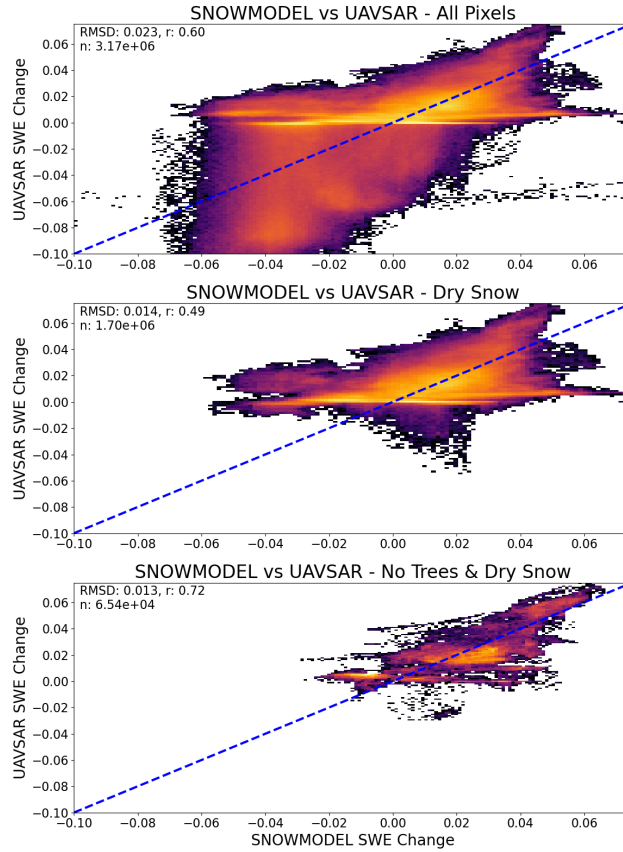 SNOWMODEL vs UAVSAR - All Pixels
RMSD: 0.023, r: 0.60
n: 3.17e+06
UAVSAR SWE Change
0.06
0.04
0.02
0.00
−0.02
−0.04
−0.06
−0.08
−0.10
−0.10 −0.08 −0.06 −0.04 −0.02 0.00 0.02 0.04 0.06
SNOWMODEL vs UAVSAR - Dry Snow
RMSD: 0.014, r: 0.49
n: 1.70e+06
UAVSAR SWE Change
0.06
0.04
0.02
0.00
−0.02
−0.04
−0.06
−0.08
−0.10
−0.10 −0.08 −0.06 −0.04 −0.02 0.00 0.02 0.04 0.06
SNOWMODEL vs UAVSAR - No Trees & Dry Snow
RMSD: 0.013, r: 0.72
n: 6.54e+04
UAVSAR SWE Change
0.06
0.04
0.02
0.00
−0.02
−0.04
−0.06
−0.08
−0.10
−0.10 −0.08 −0.06 −0.04 −0.02 0.00 0.02 0.04 0.06
SNOWMODEL SWE Change